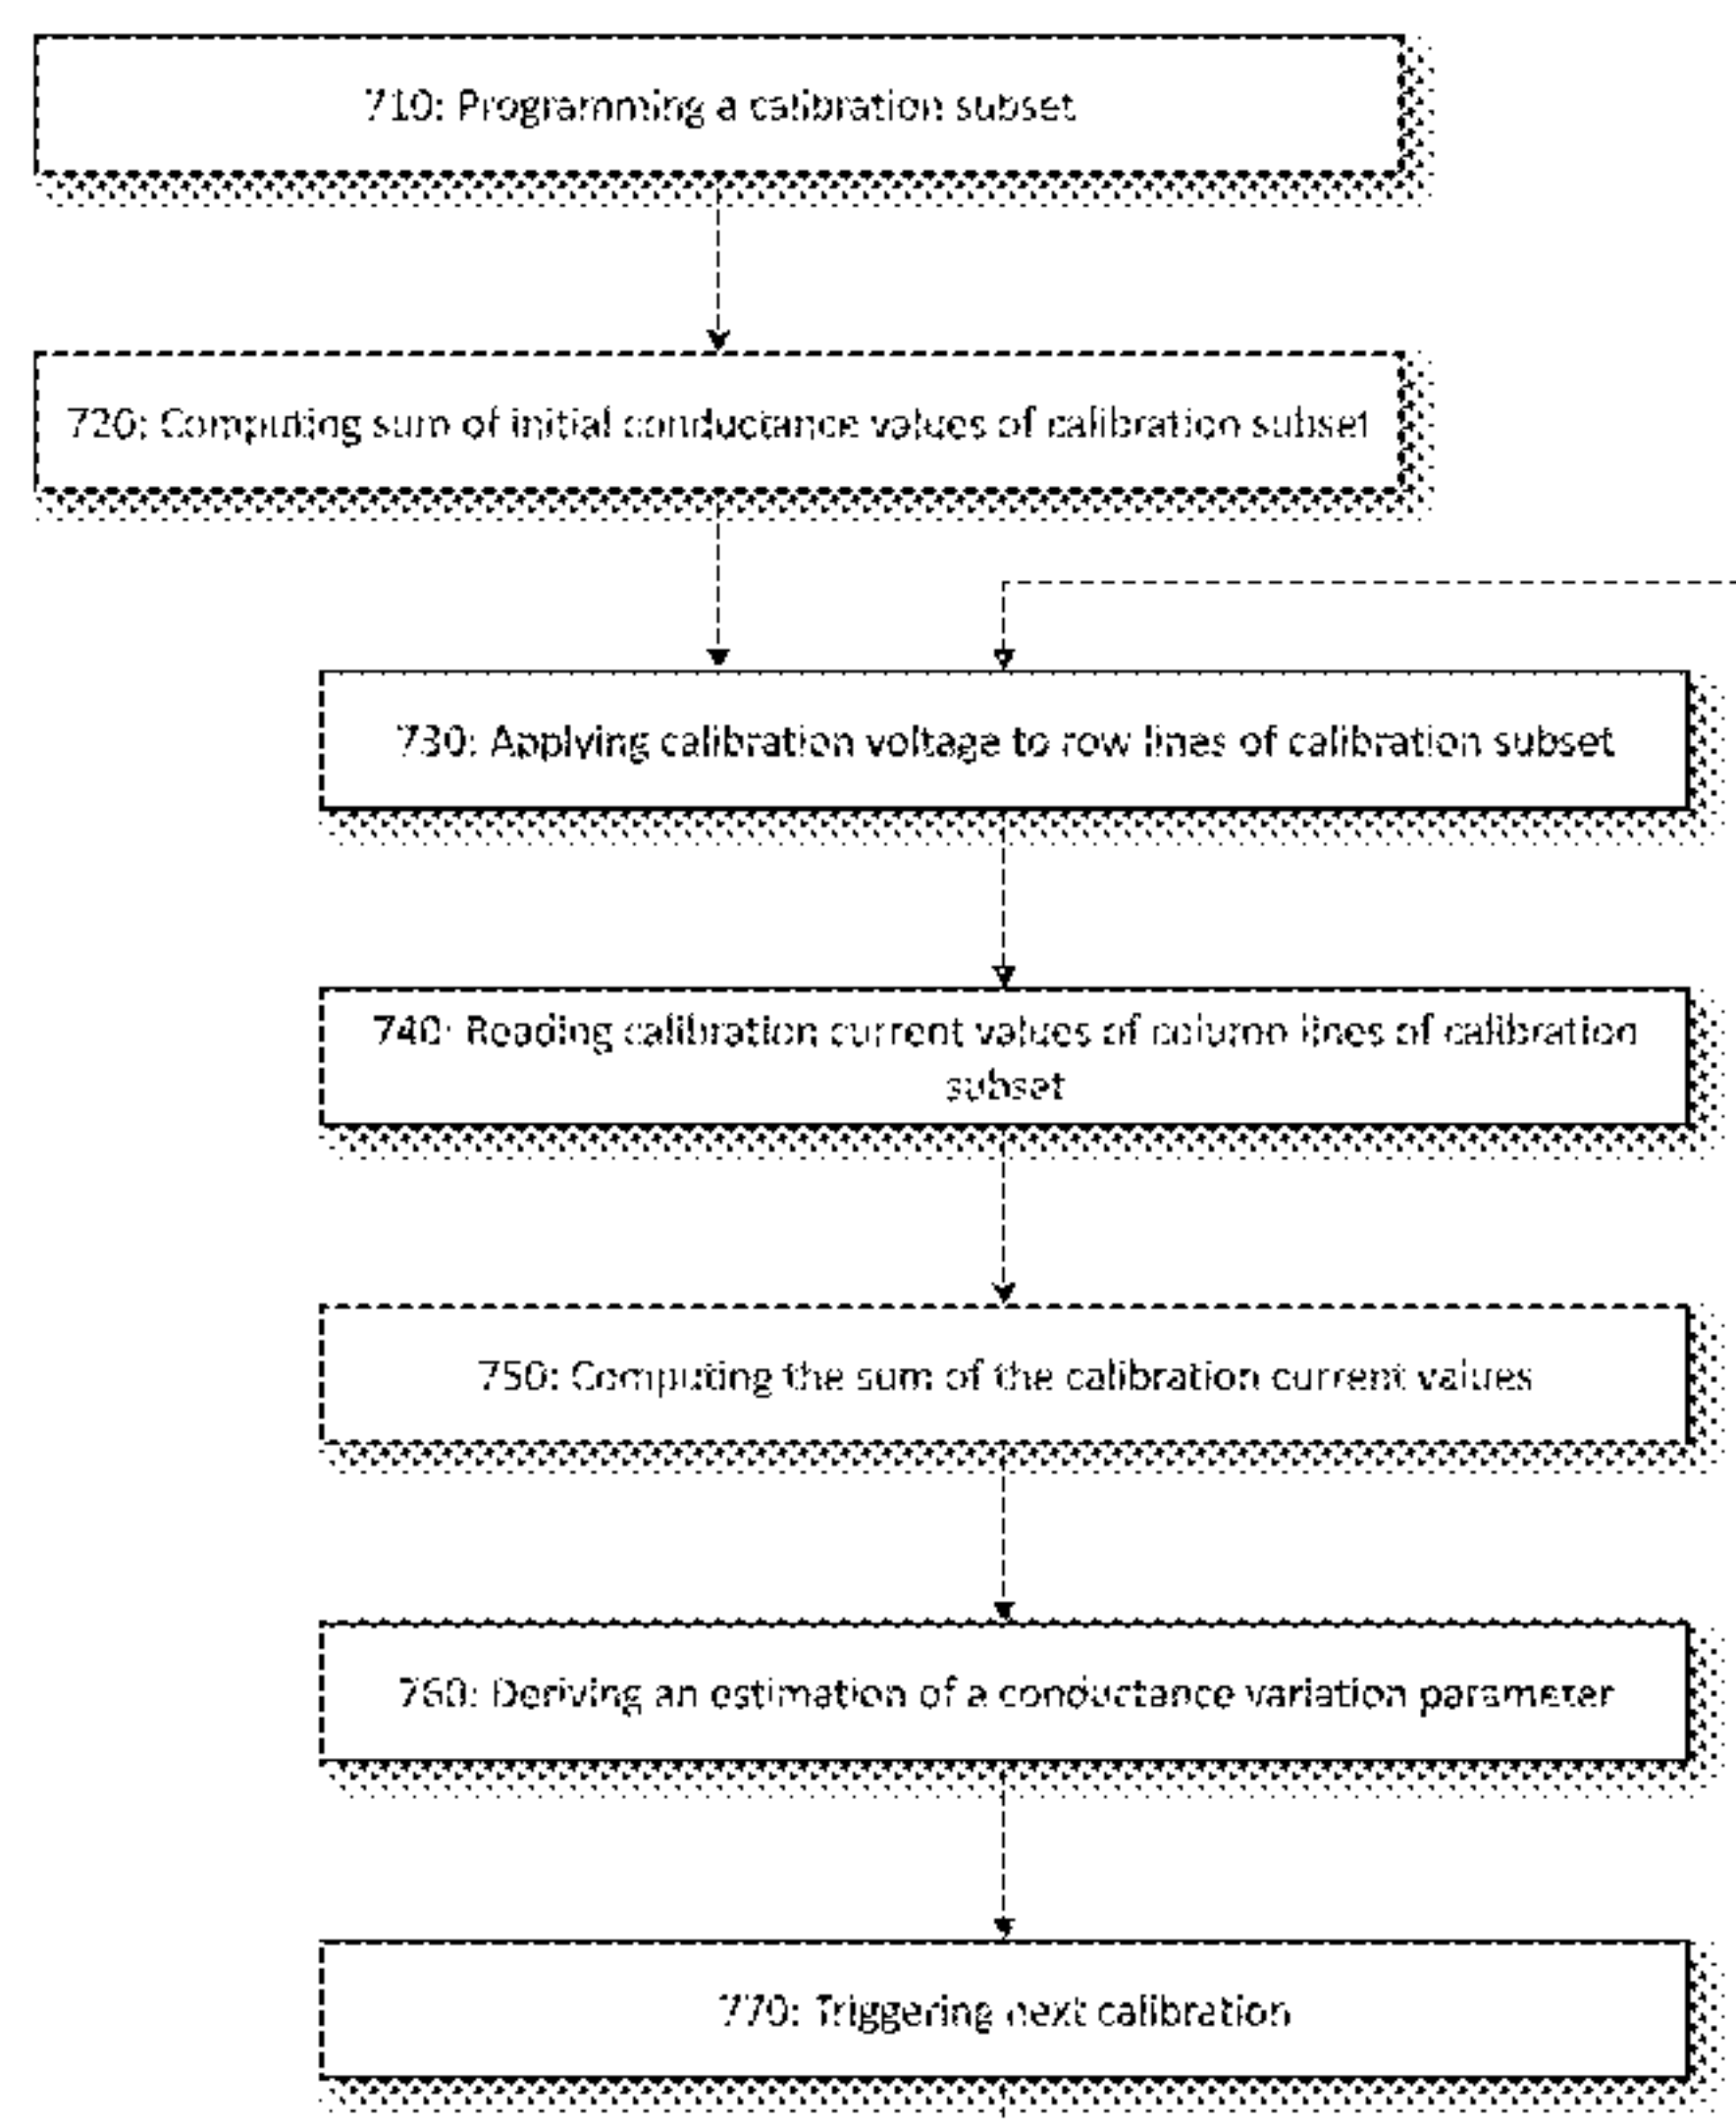 710: Programming a calibration subset
720: Computing sum of initial conductance values of calibration subset
730: Applying calibration voltage to row lines of calibration subset
740: Reading calibration current values of column lines of calibration
subset
750: Computing the sum of the calibration current values
760: Deriving an estimation of a conductance variation parameter
770: Triggering next calibration